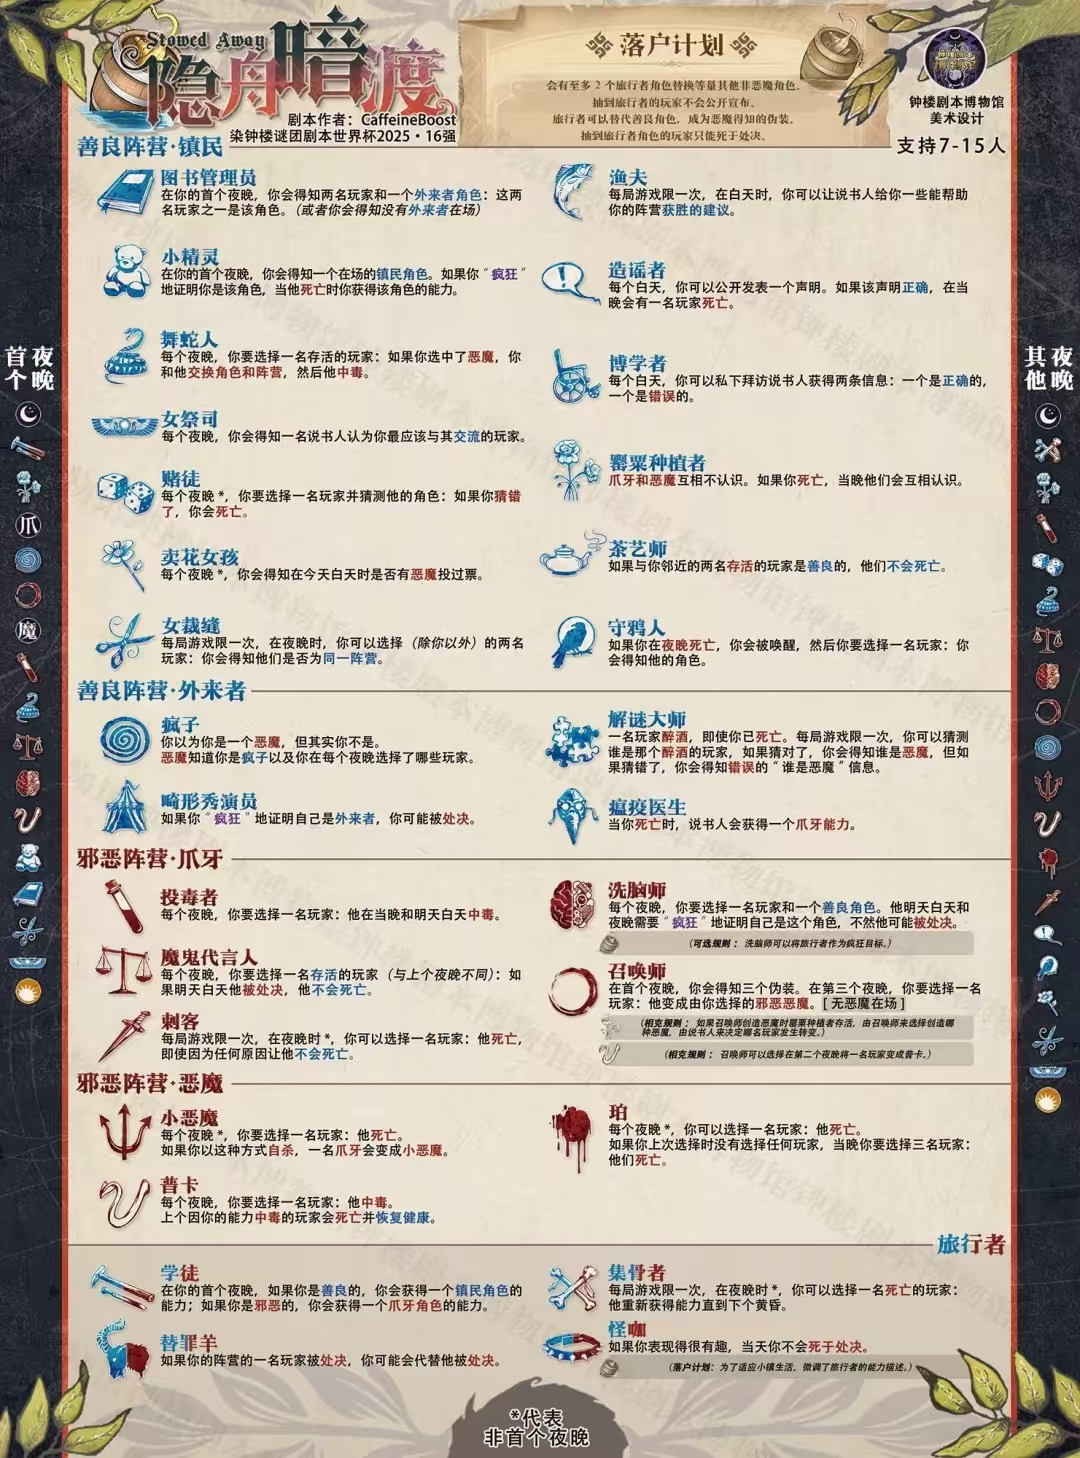 Stowed Away
隐舟暗渡
剧本作者：CaffeineBoost
染钟楼谜团剧本世界杯2025·16强
落户计划
会有至多 2 个旅行者角色替换等量其他非恶魔角色。
抽到旅行者的玩家不会公开宣布。
旅行者可以替代善良角色，成为恶魔得知的伪装。
抽到旅行者角色的玩家只能死于处决。
钟楼剧本博物馆
美术设计
支持7-15人
善良阵营·镇民
图书管理员
在你的首个夜晚，你会得知两名玩家和一个外来者角色：这两
名玩家之一是该角色。（或者你会得知没有外来者在场）
小精灵
在你的首个夜晚，你会得知一个在场的镇民角色。如果你“疯狂”
地证明你是该角色，当他死亡时你获得该角色的能力。
舞蛇人
每个夜晚，你要选择一名存活的玩家：如果你选中了恶魔，你
和他交换角色和阵营，然后他中毒。
女祭司
每个夜晚，你会得知一名说书人认为你最应该与其交流的玩家。
赌徒
每个夜晚*，你要选择一名玩家并猜测他的角色：如果你猜错
了，你会死亡。
卖花女孩
每个夜晚*，你会得知在今天白天时是否有恶魔投过票。
女裁缝
每局游戏限一次，在夜晚时，你可以选择（除你以外）的两名
玩家：你会得知他们是否为同一阵营。
渔夫
每局游戏限一次，在白天时，你可以让说书人给你一些能帮助
你的阵营获胜的建议。
造谣者
每个白天，你可以公开发表一个声明。如果该声明正确，在当
晚会有一名玩家死亡。
博学者
每个白天，你可以私下拜访说书人获得两条信息：一个是正确的，
一个是错误的。
罂粟种植者
爪牙和恶魔互相不认识。如果你死亡，当晚他们会互相认识。
茶艺师
如果与你邻近的两名存活的玩家是善良的，他们不会死亡。
守鸦人
如果你在夜晚死亡，你会被唤醒，然后你要选择一名玩家：你
会得知他的角色。
善良阵营·外来者
疯子
你以为你是一个恶魔，但其实你不是。
恶魔知道你是疯子以及你在每个夜晚选择了哪些玩家。
畸形秀演员
如果你“疯狂”地证明自己是外来者，你可能被处决。
解谜大师
一名玩家醉酒，即使你已死亡。每局游戏限一次，你可以猜测
谁是那个醉酒的玩家，如果猜对了，你会得知谁是恶魔，但如
果猜错了，你会得知错误的“谁是恶魔”信息。
瘟疫医生
当你死亡时，说书人会获得一个爪牙能力。
邪恶阵营·爪牙
投毒者
每个夜晚，你要选择一名玩家：他在当晚和明天白天中毒。
魔鬼代言人
每个夜晚，你要选择一名存活的玩家（与上个夜晚不同）：如
果明天白天他被处决，他不会死亡。
刺客
每局游戏限一次，在夜晚时*，你可以选择一名玩家：他死亡，
即使因为任何原因让他不会死亡。
洗脑师
每个夜晚，你要选择一名玩家和一个善良角色。他明天白天和
夜晚需要“疯狂”地证明自己是这个角色，不然他可能被处决。
（可选规则：洗脑师可以将旅行者作为疯狂目标。）
召唤师
在首个夜晚，你会得知三个伪装。在第三个夜晚，你要选择一名
玩家：他变成由你选择的邪恶恶魔。[无恶魔在场]
（相克规则：如果召唤师创造恶魔时罂粟种植者存活，由召唤师来选择创造哪
种恶魔，由说书人来决定哪名玩家发生转变。）
（相克规则：召唤师可以选择在第二个夜晚将一名玩家变成普卡。）
邪恶阵营·恶魔
小恶魔
每个夜晚*，你要选择一名玩家：他死亡。
如果你以这种方式自杀，一名爪牙会变成小恶魔。
普卡
每个夜晚，你要选择一名玩家：他中毒。
上个因你的能力中毒的玩家会死亡并恢复健康。
珀
每个夜晚*，你可以选择一名玩家：他死亡。
如果你上次选择时没有选择任何玩家，当晚你要选择三名玩家：
他们死亡。
旅行者
学徒
在你的首个夜晚，如果你是善良的，你会获得一个镇民角色的
能力；如果你是邪恶的，你会获得一个爪牙角色的能力。
替罪羊
如果你的阵营的一名玩家被处决，你可能会代替他被处决。
集骨者
每局游戏限一次，在夜晚时*，你可以选择一名死亡的玩家：
他重新获得能力直到下个黄昏。
怪咖
如果你表现得很有趣，当天你不会死于处决。
（落户计划：为了适应小镇生活，微调了旅行者的能力描述。）
*代表
非首个夜晚
首个夜晚
爪
魔
其他夜晚